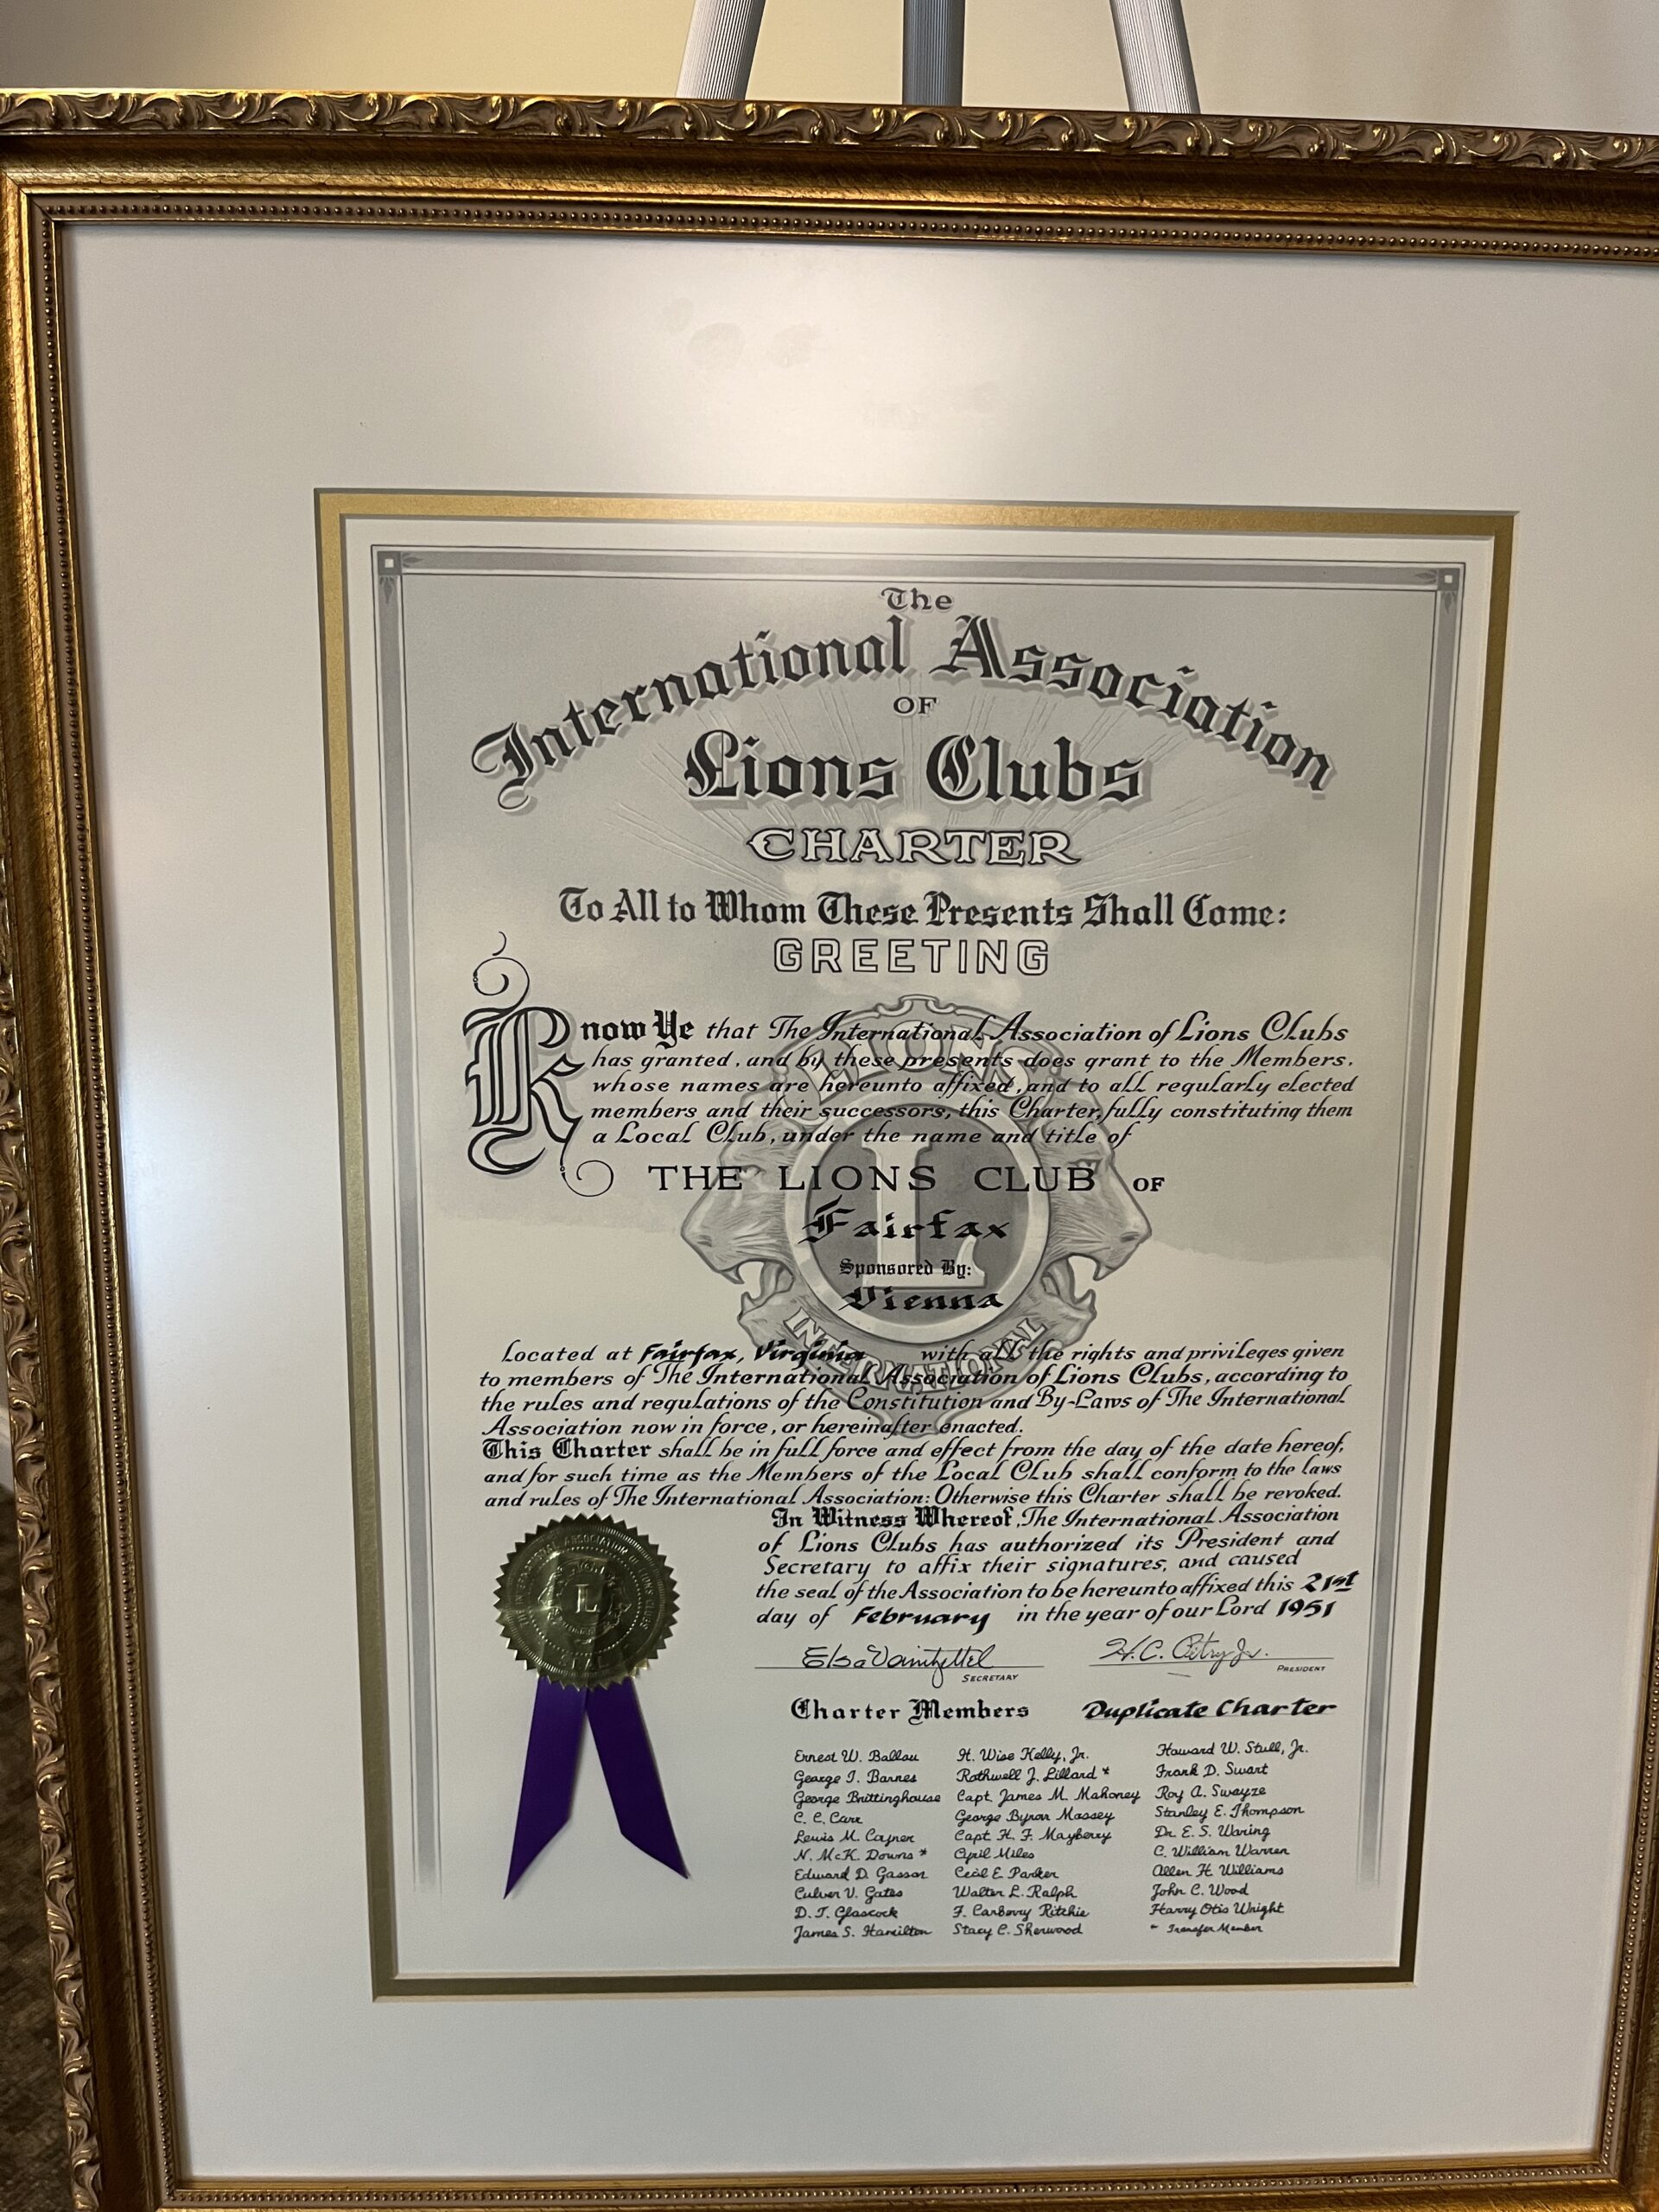 The
International Association
OF
Lions Clubs
CHARTER
To All to Whom These Presents Shall Come:
GREETING
Know Ye that The International Association of Lions Clubs
has granted, and by these presents does grant to the Members,
whose names are hereunto affixed, and to all regularly elected
members and their successors, this Charter, fully constituting them
a Local Club, under the name and title of
THE LIONS CLUB OF
Fairfax
Sponsored By:
Vienna
LIONS
L
INTERNATIONAL
Located at Fairfax, Virginia with all the rights and privileges given
to members of The International Association of Lions Clubs, according to
the rules and regulations of the Constitution and By-Laws of The International
Association now in force, or hereinafter enacted.
This Charter shall be in full force and effect from the day of the date hereof,
and for such time as the Members of the Local Club shall conform to the laws
and rules of The International Association: Otherwise this Charter shall be revoked.
In Witness Whereof, The International Association
of Lions Clubs has authorized its President and
Secretary to affix their signatures, and caused
the seal of the Association to be hereunto affixed this 21st
day of February in the year of our Lord 1951
L
SECRETARY
H. C. Petry Jr.
PRESIDENT
Charter Members Duplicate Charter
Ernest W. Ballou H. Wise Kelly, Jr. Howard W. Stull, Jr.
George I. Barnes Rothwell J. Lillard * Frank D. Swart
George Brittinghouse Capt. James M. Mahoney Roy A. Swayze
C. C. Carr George Byron Massey Stanley E. Thompson
Lewis M. Coyner Capt. H. F. Mayberry Dr. E. S. Waring
N. McK. Downs * Cyril Miles C. William Warren
Edward D. Gasson Cecil E. Parker Allen H. Williams
Culver V. Gates Walter L. Ralph John C. Wood
D. T. Glascock F. Carberry Ritchie Harry Otis Wright
James S. Hamilton Stacy C. Sherwood * Transfer Member